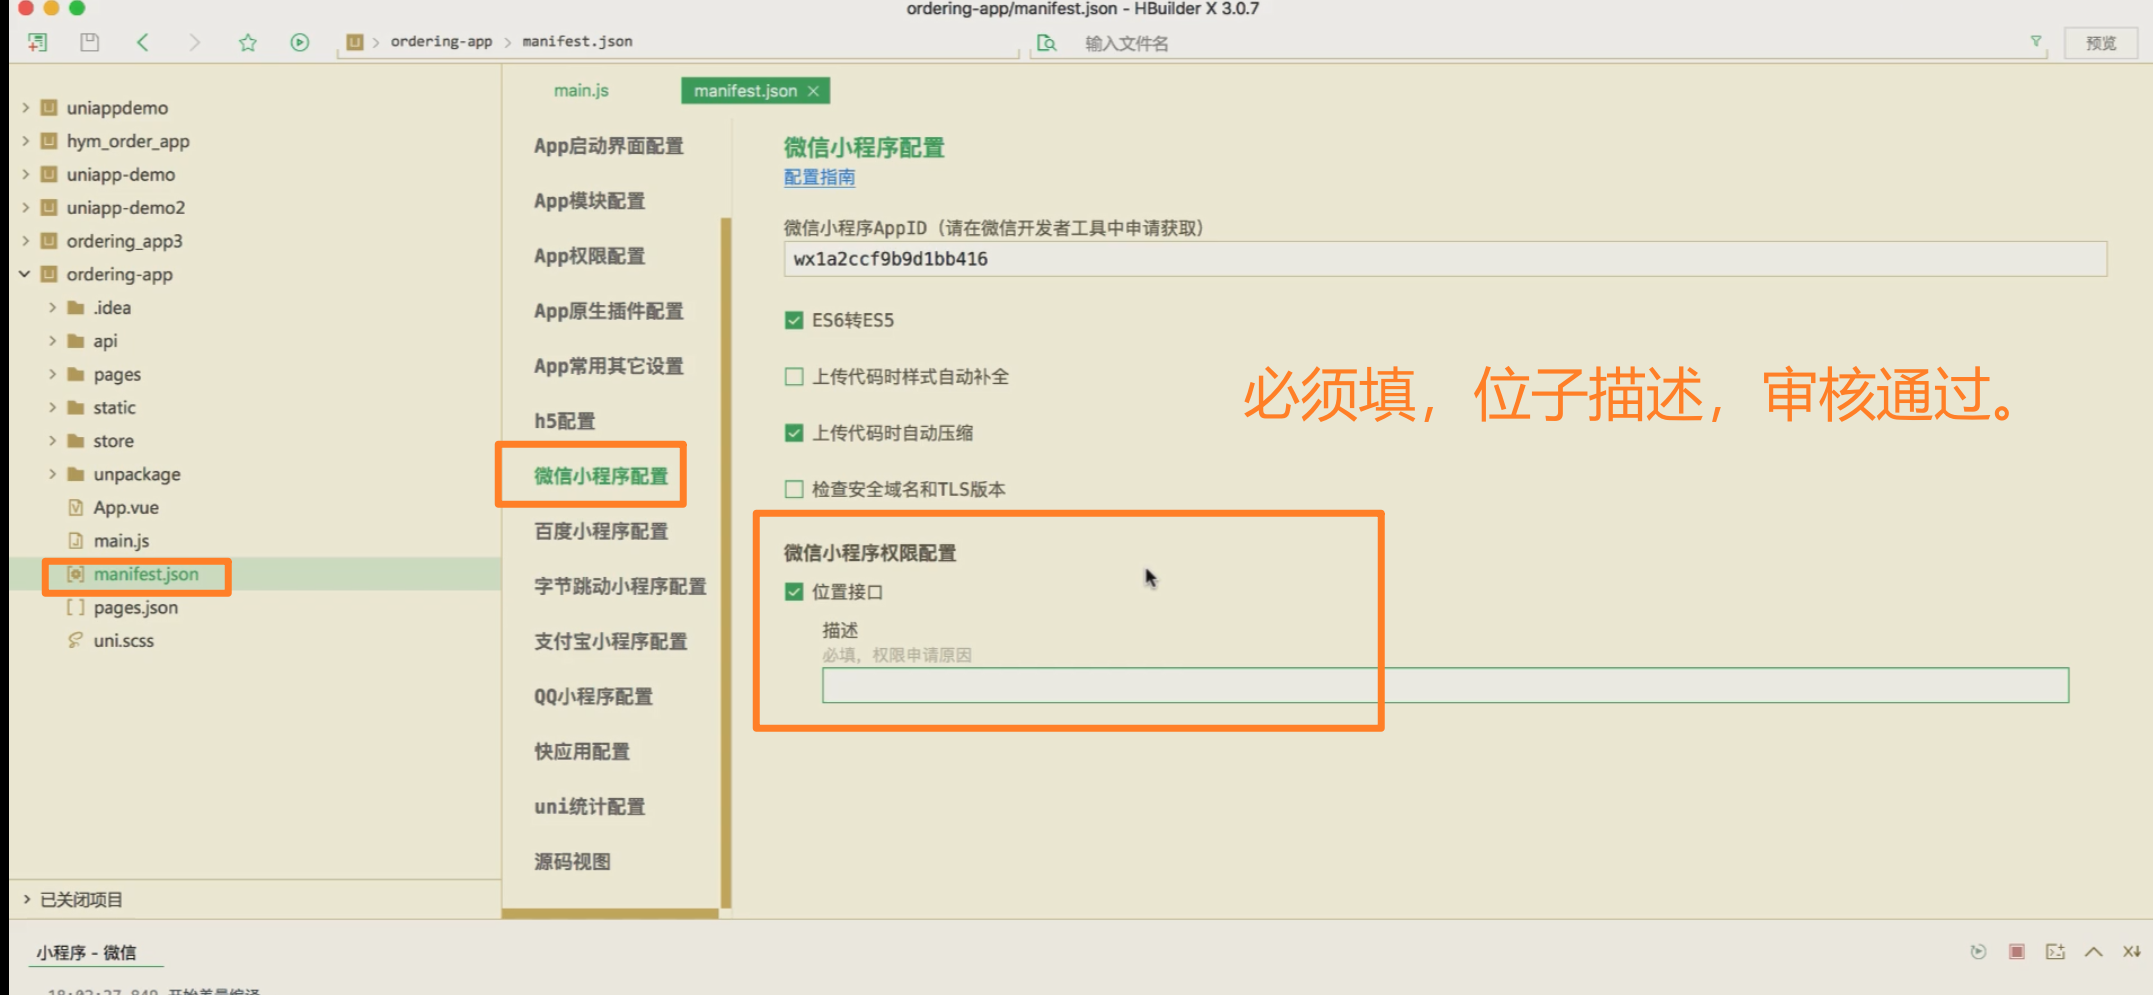 ordering-app/manifest.json - HBuilder X 3.0.7
ordering-app > manifest.json
输入文件名
预览
uniappdemo
hym_order_app
uniapp-demo
uniapp-demo2
ordering_app3
ordering-app
.idea
api
pages
static
store
unpackage
App.vue
main.js
manifest.json
pages.json
uni.scss
已关闭项目
main.js
manifest.json
App启动界面配置
App模块配置
App权限配置
App原生插件配置
App常用其它设置
h5配置
微信小程序配置
百度小程序配置
字节跳动小程序配置
支付宝小程序配置
QQ小程序配置
快应用配置
uni统计配置
源码视图
微信小程序配置
配置指南
微信小程序AppID（请在微信开发者工具中申请获取）
wx1a2ccf9b9d1bb416
ES6转ES5
上传代码时样式自动补全
上传代码时自动压缩
检查安全域名和TLS版本
必须填，位子描述，审核通过。
微信小程序权限配置
位置接口
描述
必填，权限申请原因
小程序 - 微信